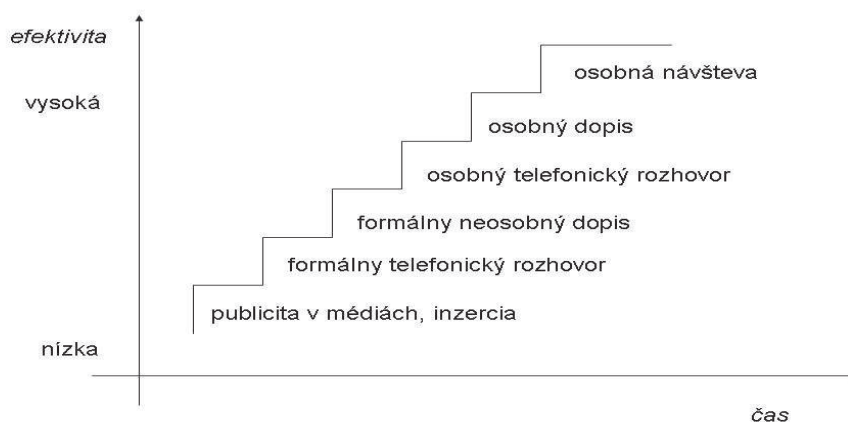 efektivita
osobná návšteva
vysoká
osobný dopis
osobný telefonický rozhovor
formálny neosobný dopis
formálny telefonický rozhovor
publicita v médiách, inzercia
nízka
čas